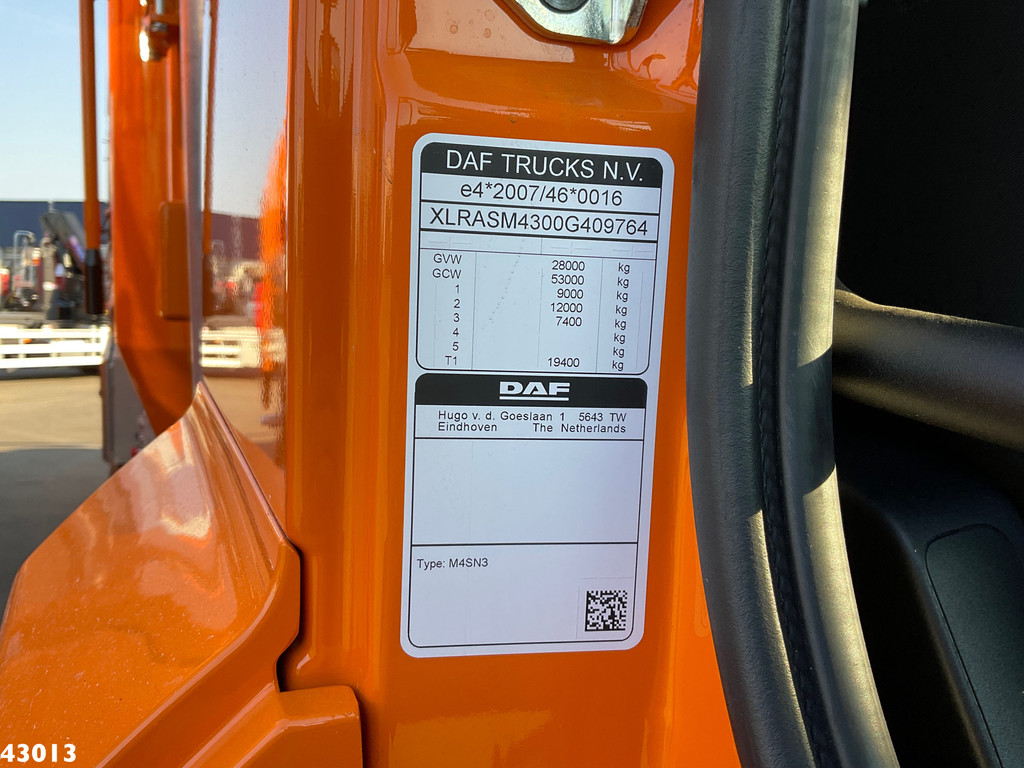 DAF TRUCKS N.V.
e4*2007/46*0016
XLRASM4300G409764
GVW 28000 kg
GCW 53000 kg
1 9000 kg
2 12000 kg
3 7400 kg
4 kg
5 kg
T1 19400 kg
DAF
Hugo v. d. Goeslaan 1 5643 TW
Eindhoven The Netherlands
Type: M4SN3
43013